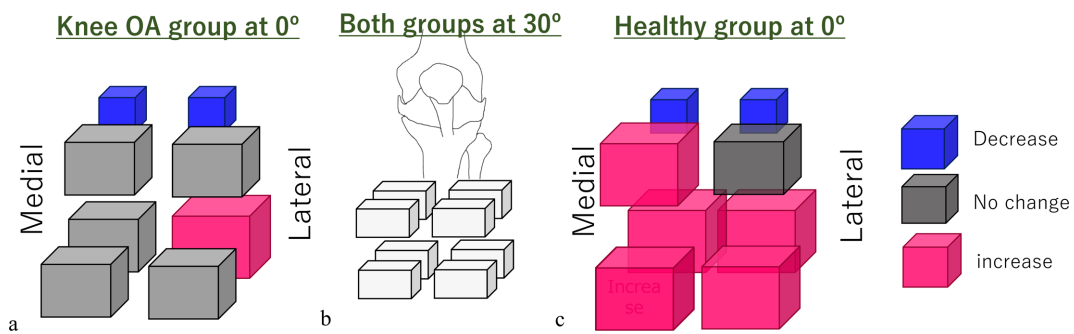 Knee OA group at 0º
Both groups at 30º
Healthy group at 0º
Medial
Lateral
Medial
Lateral
Increa
se
Decrease
No change
increase
a
b
c